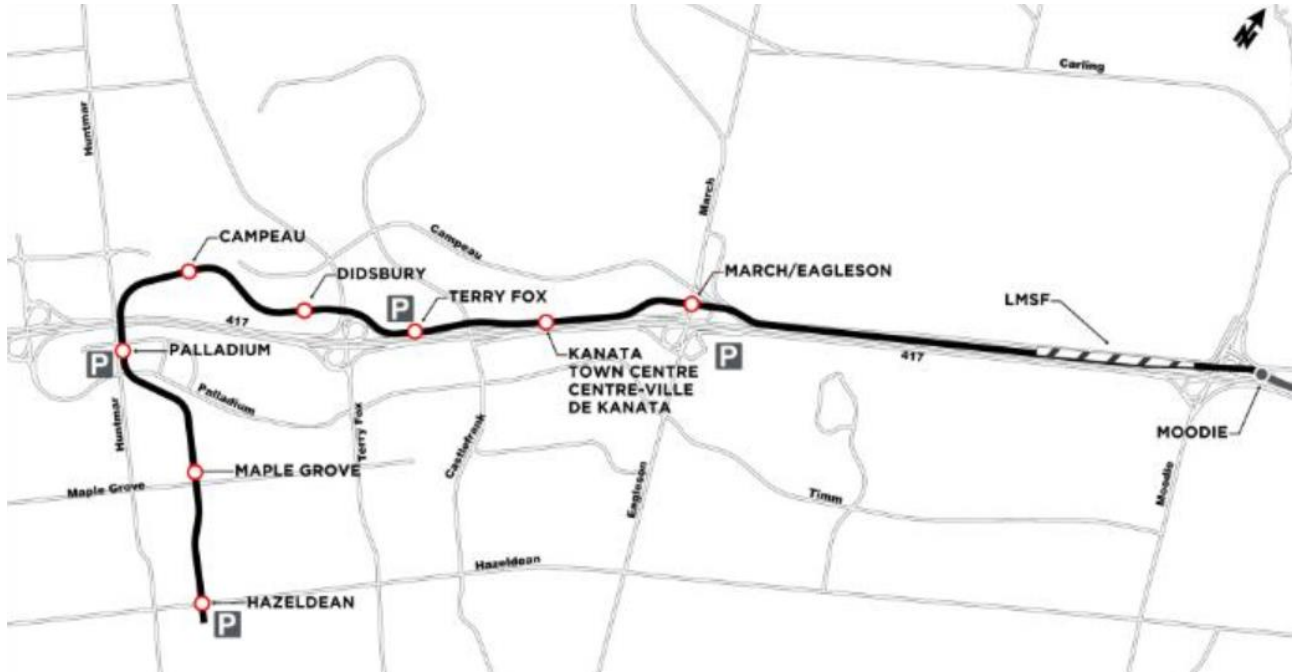 N
Carling
Huntmar
March
CAMPEAU
Campeau
DIDSBURY
MARCH/EAGLESON
P
TERRY FOX
LMSF
417
P
PALLADIUM
KANATA
TOWN CENTRE
CENTRE-VILLE
DE KANATA
P
417
Palladium
Huntmar
Terry Fox
Castlefrank
MOODIE
MAPLE GROVE
Maple Grove
Eagleson
Timm
Moodie
Hazeldean
HAZELDEAN
P